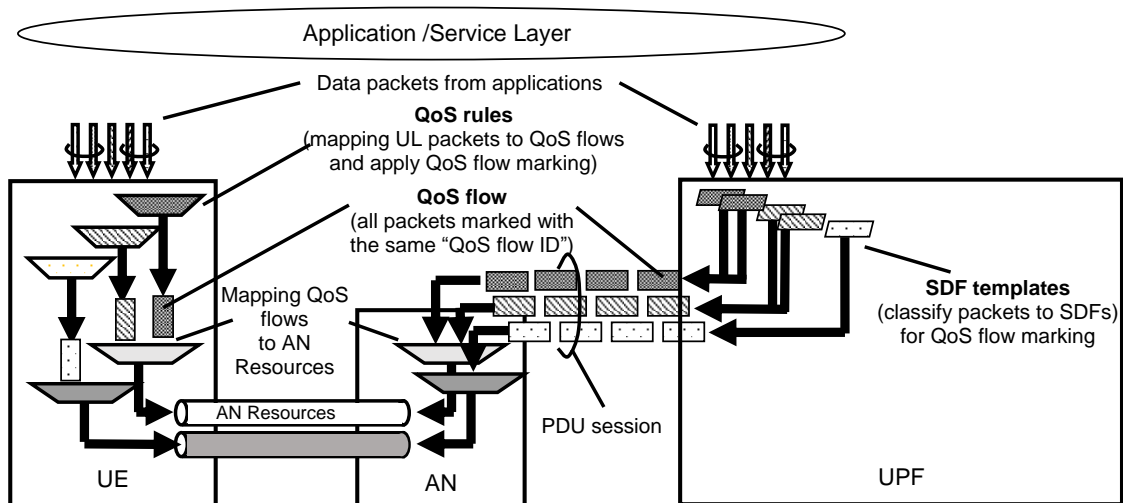 Application /Service Layer
Data packets from applications
QoS rules
(mapping UL packets to QoS flows
and apply QoS flow marking)
QoS flow
(all packets marked with
the same “QoS flow ID”)
Mapping QoS
flows
to AN
Resources
SDF templates
(classify packets to SDFs)
for QoS flow marking
AN Resources
PDU session
UE
AN
UPF